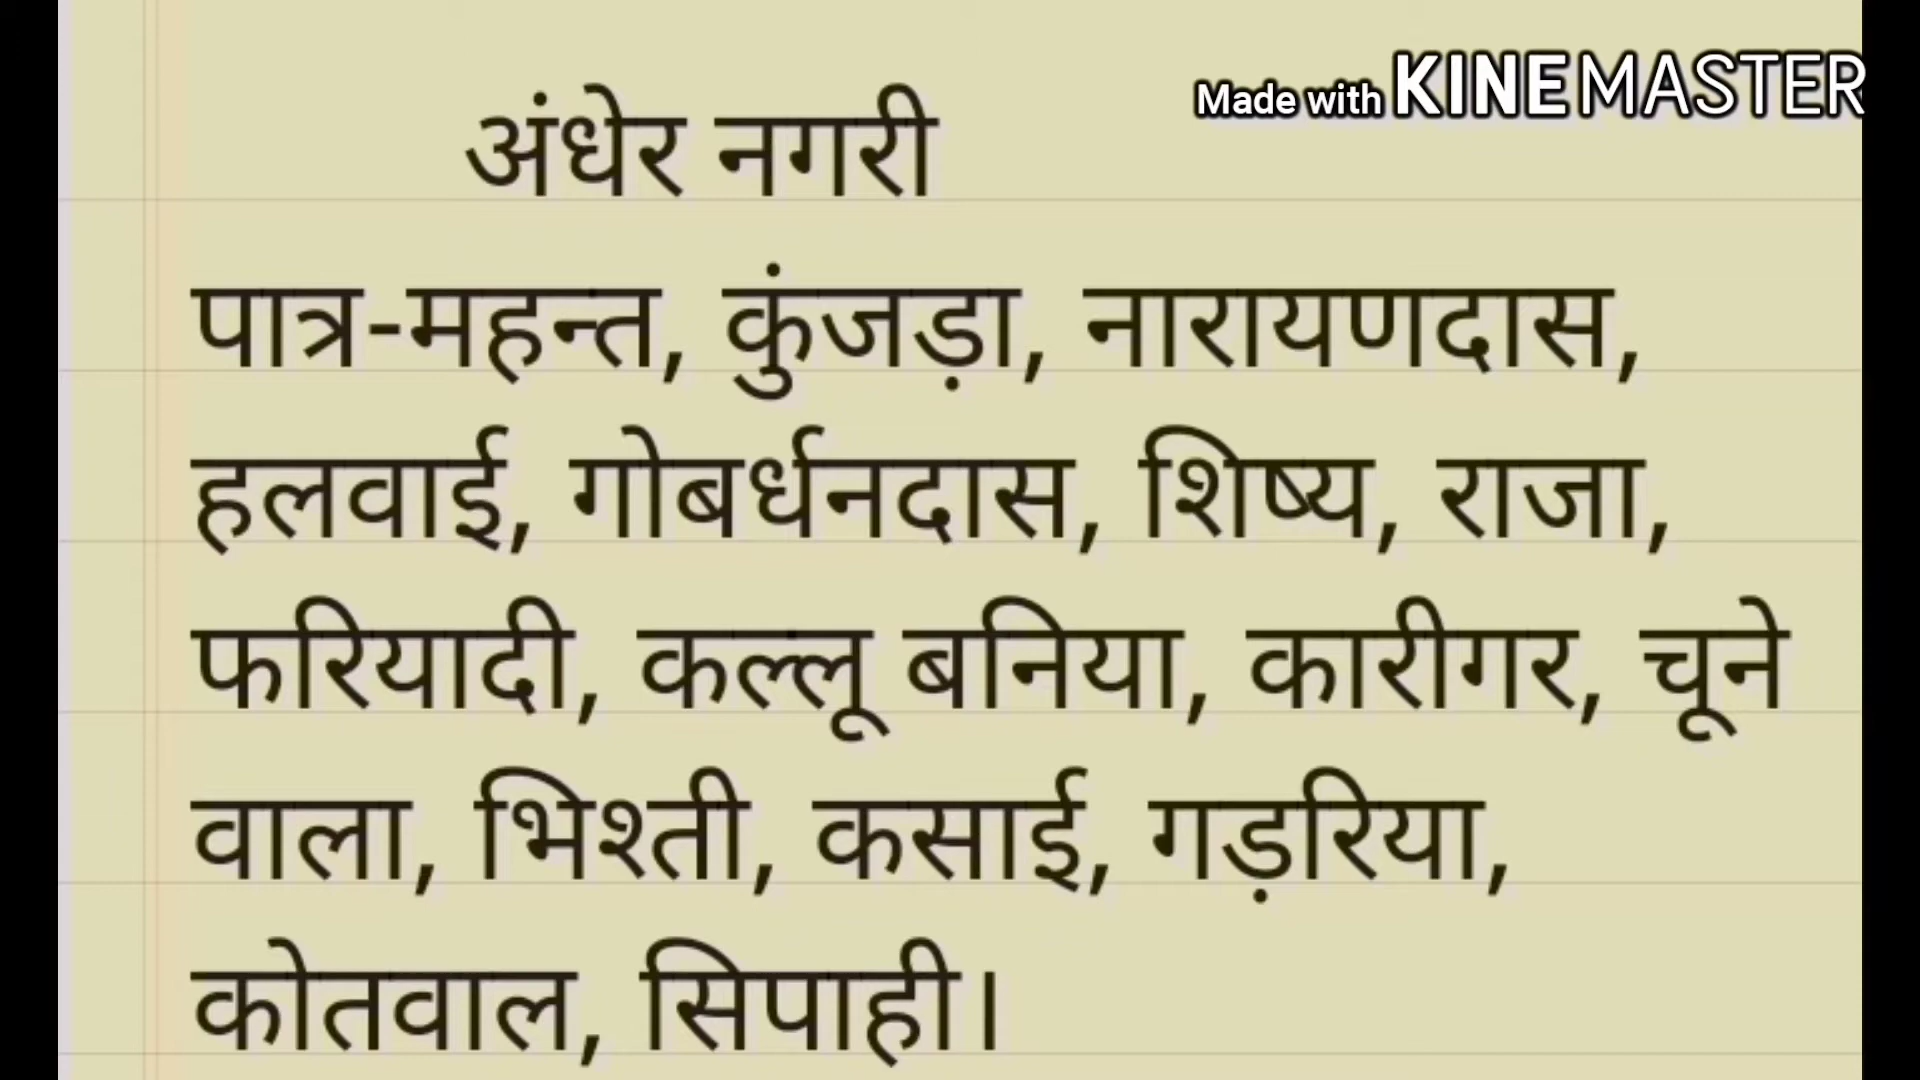 Made with KINEMASTER
अंधेर नगरी
पात्र-महन्त, कुंजड़ा, नारायणदास,
हलवाई, गोबर्धनदास, शिष्य, राजा,
फरियादी, कल्लू बनिया, कारीगर, चूने
वाला, भिश्ती, कसाई, गड़रिया,
कोतवाल, सिपाही।